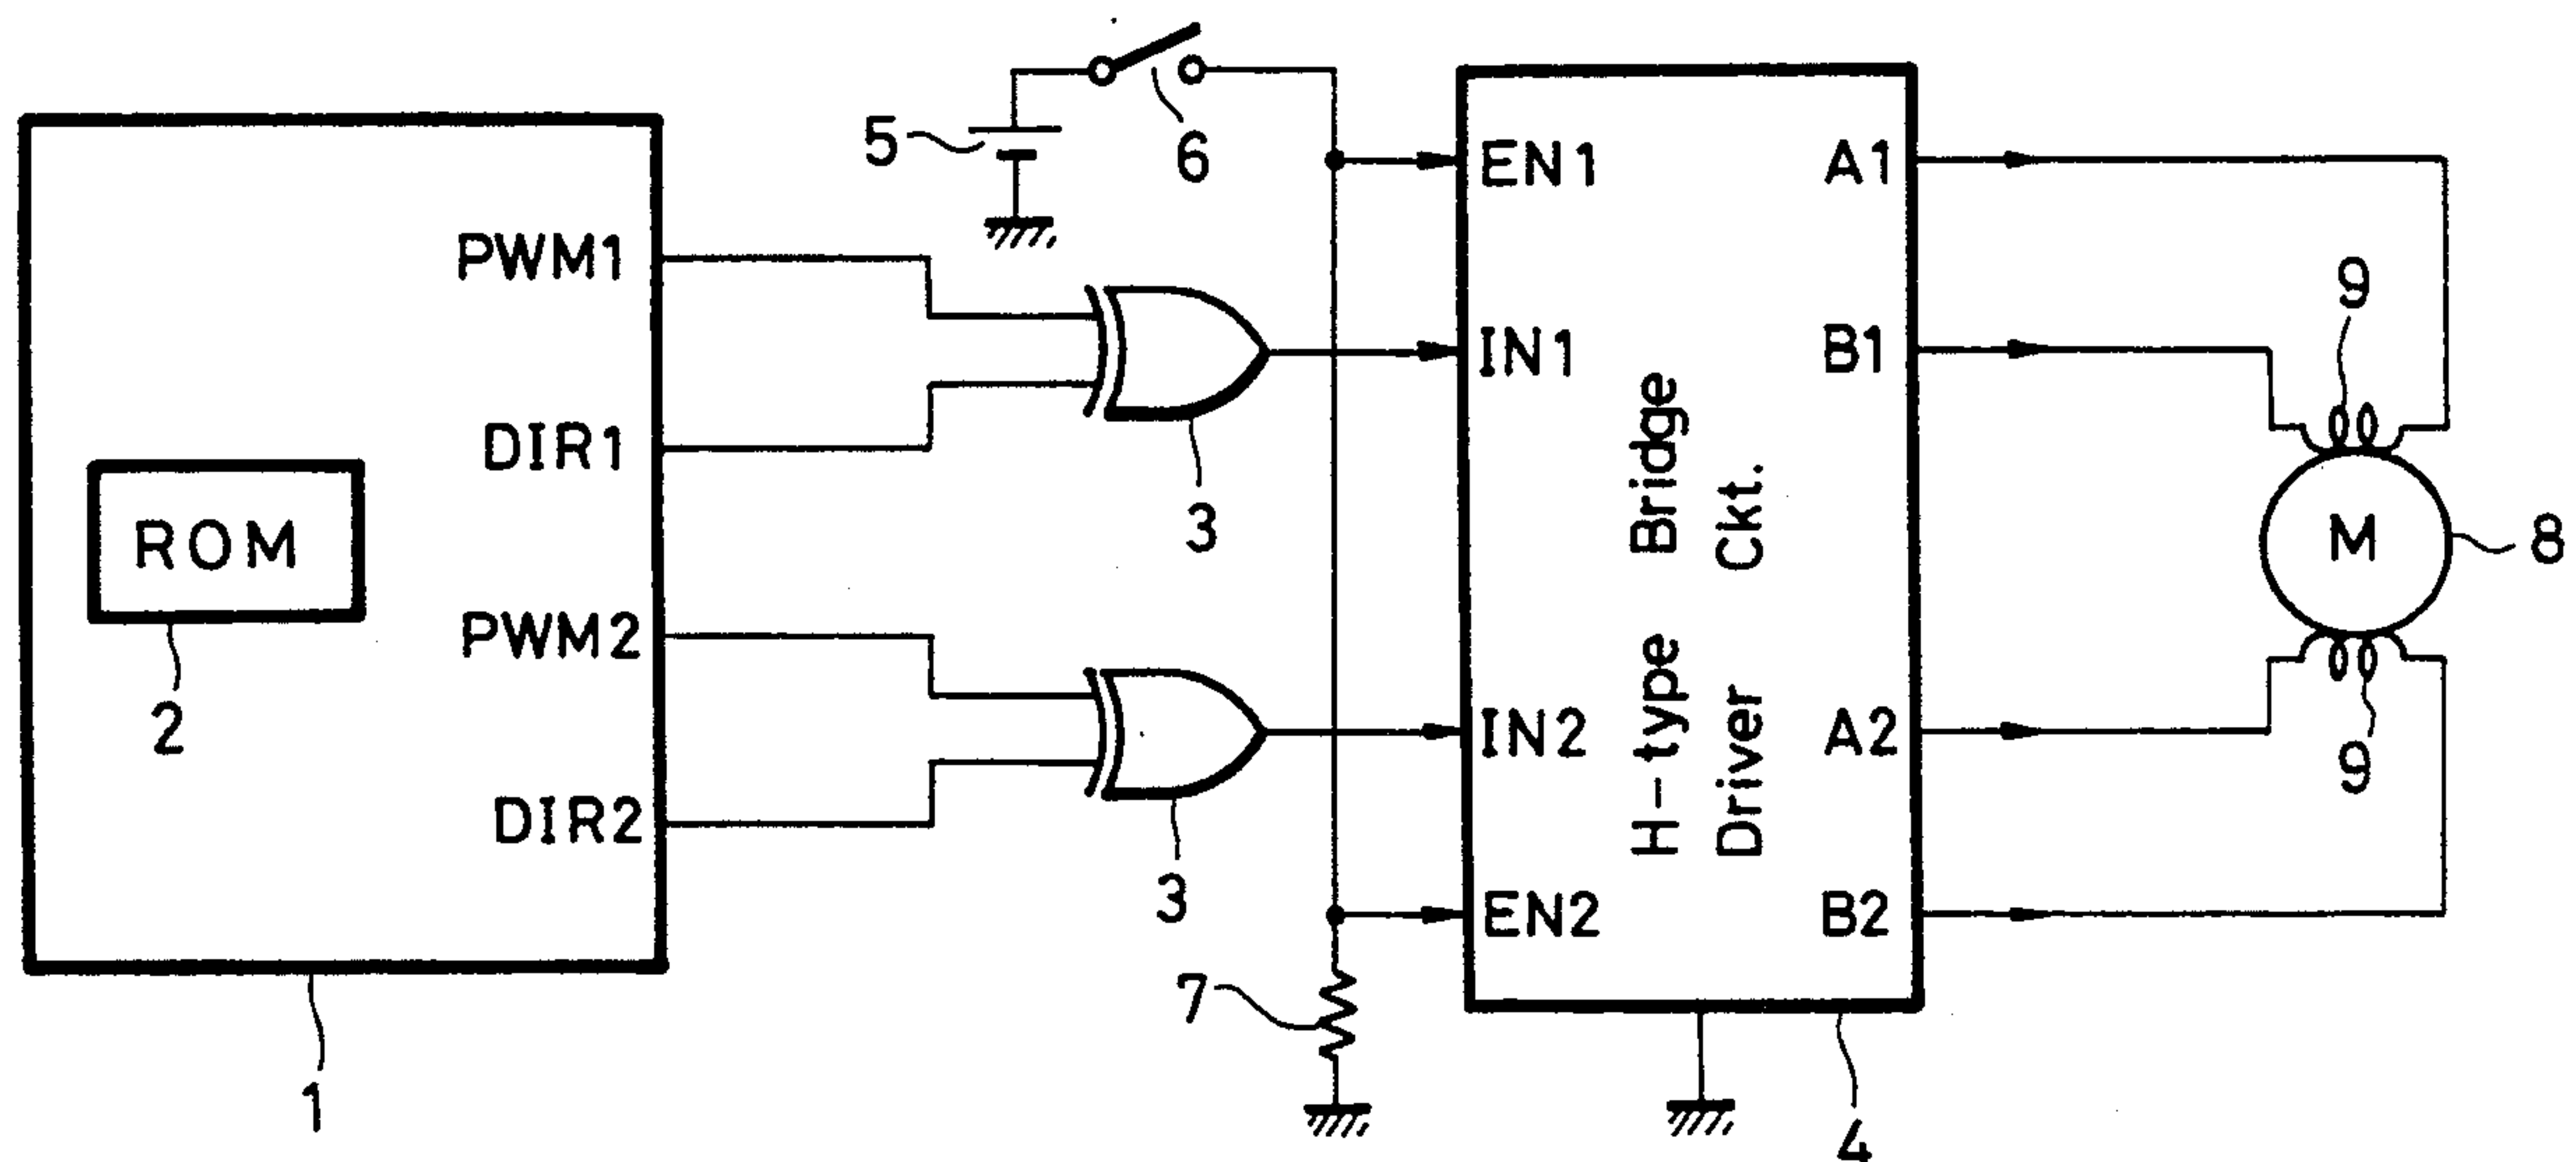 5
6
EN1
A1
PWM1
9
IN1
B1
DIR1
3
ROM
M
8
2
PWM2
H-type Bridge
Driver Ckt.
IN2
A2
9
DIR2
3
EN2
B2
7
1
4